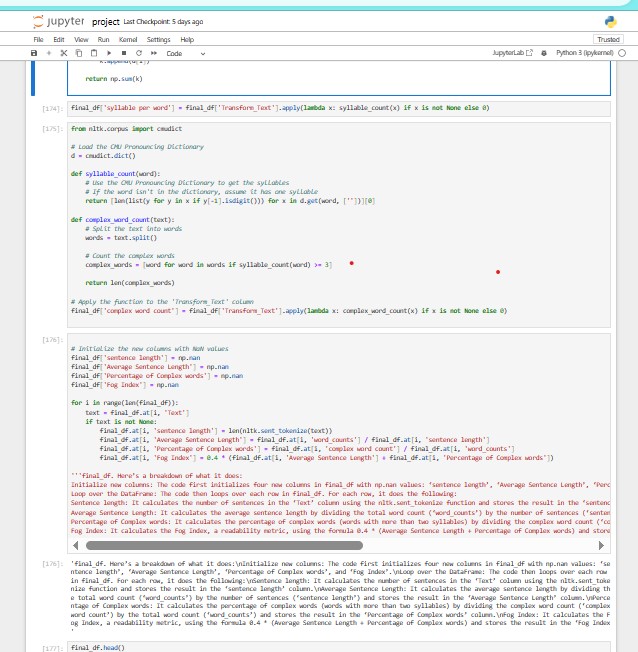 jupyter project Last Checkpoint: 5 days ago
File Edit View Run Kernel Settings Help
Trusted
Code
JupyterLab
Python 3 (ipykernel)
return np.sum(k)
[174]: final_df['syllable per word'] = final_df['Transform_Text'].apply(lambda x: syllable_count(x) if x is not None else 0)
[175]: from nltk.corpus import cmudict
# Load the CMU Pronouncing Dictionary
d = cmudict.dict()
def syllable_count(word):
# Use the CMU Pronouncing Dictionary to get the syllables
# If the word isn't in the dictionary, assume it has one syllable
return [len(list(y for y in x if y[-1].isdigit())) for x in d.get(word, [''])][0]
def complex_word_count(text):
# Split the text into words
words = text.split()
# Count the complex words
complex_words = [word for word in words if syllable_count(word) >= 3]
return len(complex_words)
# Apply the function to the 'Transform_Text' column
final_df['complex word count'] = final_df['Transform_Text'].apply(lambda x: complex_word_count(x) if x is not None else 0)
[176]:
# Initialize the new columns with NaN values
final_df['sentence length'] = np.nan
final_df['Average Sentence Length'] = np.nan
final_df['Percentage of Complex words'] = np.nan
final_df['Fog Index'] = np.nan
for i in range(len(final_df)):
text = final_df.at[i, 'Text']
if text is not None:
final_df.at[i, 'sentence length'] = len(nltk.sent_tokenize(text))
final_df.at[i, 'Average Sentence Length'] = final_df.at[i, 'word_counts'] / final_df.at[i, 'sentence length']
final_df.at[i, 'Percentage of Complex words'] = final_df.at[i, 'complex word count'] / final_df.at[i, 'word_counts']
final_df.at[i, 'Fog Index'] = 0.4 * (final_df.at[i, 'Average Sentence Length'] + final_df.at[i, 'Percentage of Complex words'])
'''final_df. Here's a breakdown of what it does:
Initialize new columns: The code first initializes four new columns in final_df with np.nan values: 'sentence length', 'Average Sentence Length', 'Perc
Loop over the DataFrame: The code then loops over each row in final_df. For each row, it does the following:
Sentence length: It calculates the number of sentences in the 'Text' column using the nltk.sent_tokenize function and stores the result in the 'sentenc
Average Sentence Length: It calculates the average sentence length by dividing the total word count ('word_counts') by the number of sentences ('senten
Percentage of Complex words: It calculates the percentage of complex words (words with more than two syllables) by dividing the complex word count ('co
Fog Index: It calculates the Fog Index, a readability metric, using the formula 0.4 * (Average Sentence Length + Percentage of Complex words) and store
[176]: 'final_df. Here's a breakdown of what it does:\nInitialize new columns: The code first initializes four new columns in final_df with np.nan values: 'se
ntence length', 'Average Sentence Length', 'Percentage of Complex words', and 'Fog Index'.\nLoop over the DataFrame: The code then loops over each row
in final_df. For each row, it does the following:\nSentence length: It calculates the number of sentences in the 'Text' column using the nltk.sent_toke
nize function and stores the result in the 'sentence length' column.\nAverage Sentence Length: It calculates the average sentence length by dividing th
e total word count ('word_counts') by the number of sentences ('sentence length') and stores the result in the 'Average Sentence Length' column.\nPerce
ntage of Complex words: It calculates the percentage of complex words (words with more than two syllables) by dividing the complex word count ('complex
word count') by the total word count ('word_counts') and stores the result in the 'Percentage of Complex words' column.\nFog Index: It calculates the F
og Index, a readability metric, using the formula 0.4 * (Average Sentence Length + Percentage of Complex words) and stores the result in the 'Fog Index
'
[177]: final_df.head()